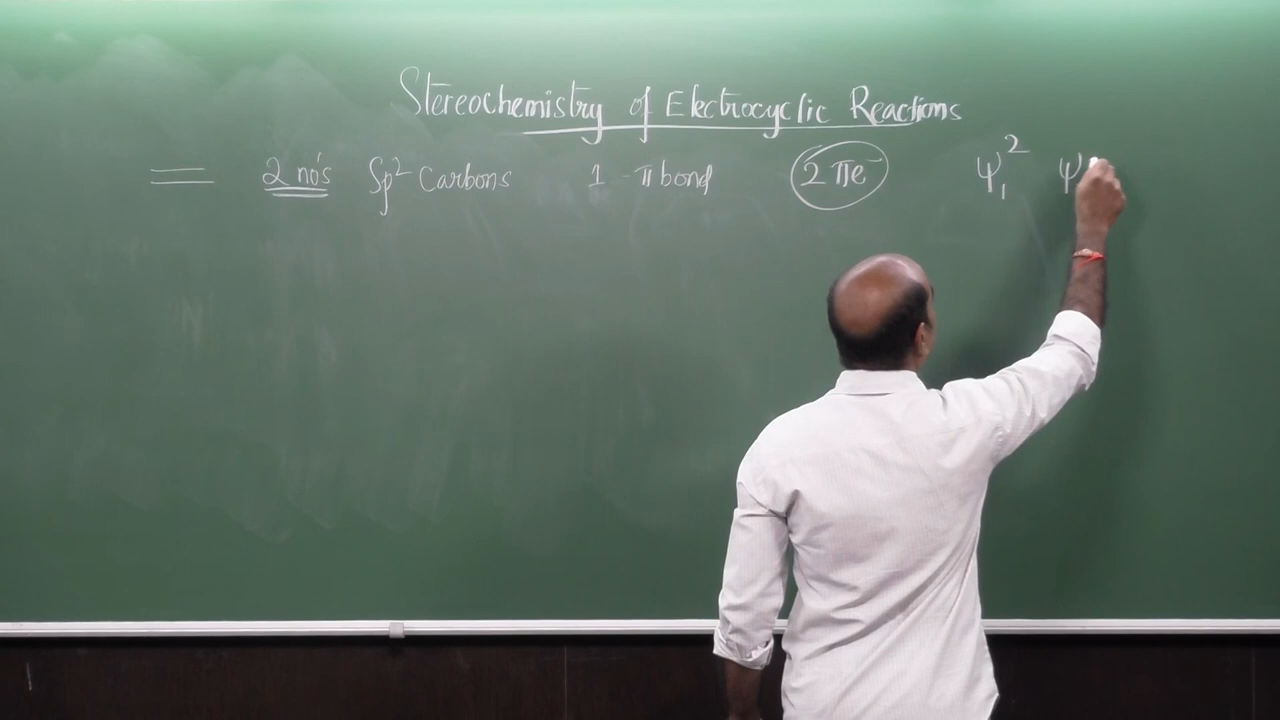 Stereochemistry of Electrocyclic Reactions
= 2 no's Sp² Carbons 1 - π bond 2 πe⁻ ψ₁² ψ